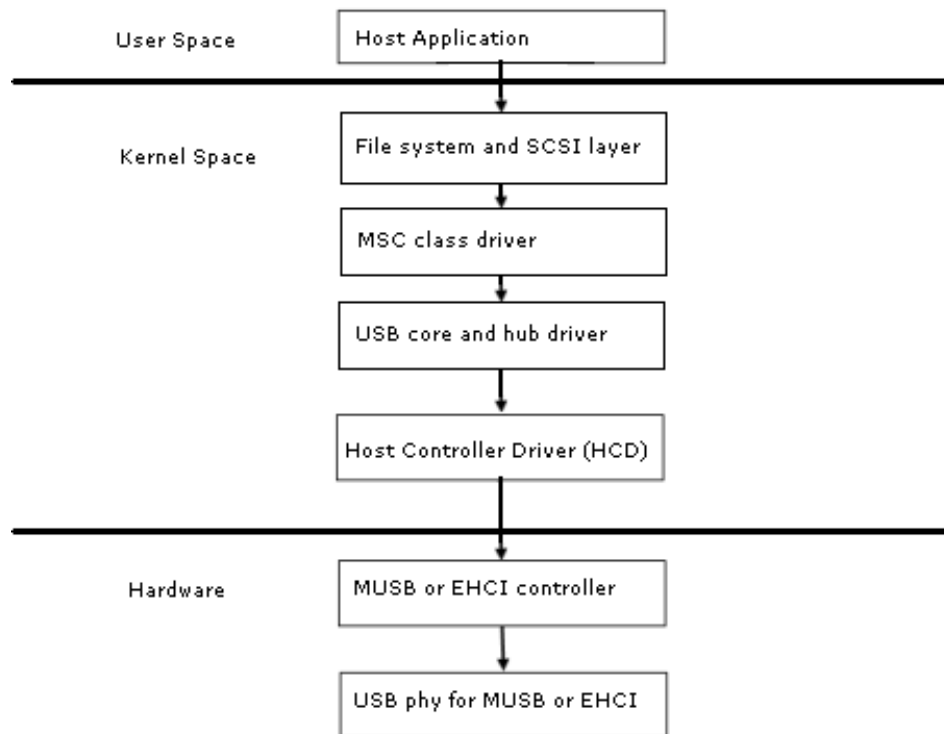 User Space
Host Application
Kernel Space
File system and SCSI layer
MSC class driver
USB core and hub driver
Host Controller Driver (HCD)
Hardware
MUSB or EHCI controller
USB phy for MUSB or EHCI